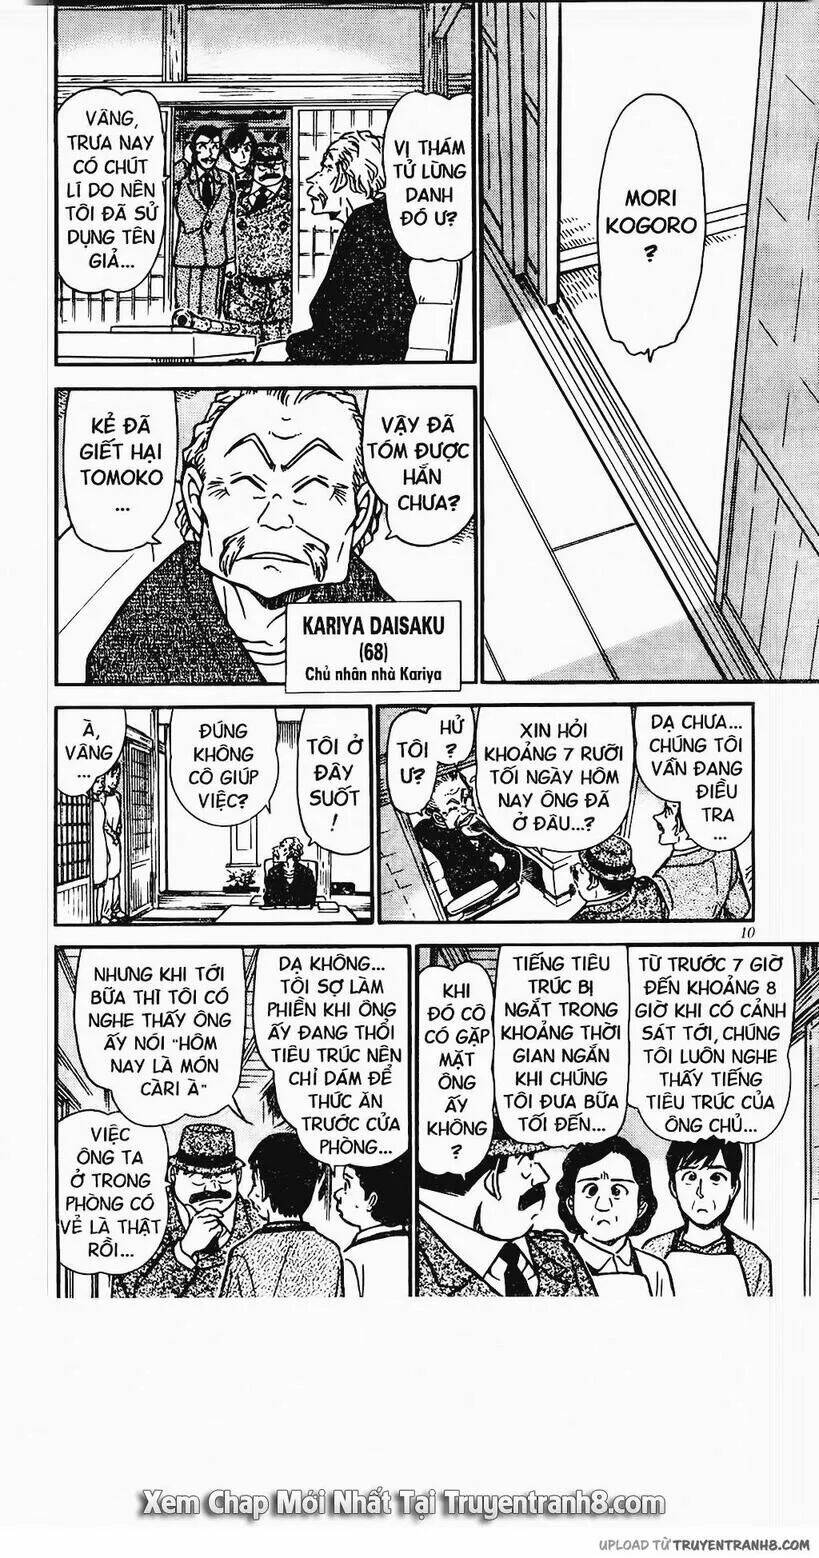 MORI
KOGORO
?
VỊ THÁM
TỬ LỪNG
DANH
ĐÓ Ư?
VÂNG,
TRƯA NAY
CÓ CHÚT
LÍ DO NÊN
TÔI ĐÃ SỬ
DỤNG TÊN
GIẢ...
VẬY ĐÃ
TÓM ĐƯỢC
HẮN
CHƯA?
KẺ ĐÃ
GIẾT HẠI
TOMOKO
...
KARIYA DAISAKU
(68)
Chủ nhân nhà Kariya
DẠ CHƯA...
CHÚNG TÔI
VẪN ĐANG
ĐIỀU
TRA
...
XIN HỎI
KHOẢNG 7 RƯỠI
TỐI NGÀY HÔM
NAY ÔNG ĐÃ
Ở ĐÂU...?
HỬ
?
TÔI
Ư?
TÔI Ở
ĐÂY
SUỐT
!
ĐÚNG
KHÔNG
CÔ GIÚP
VIỆC?
À,
VÂNG
...
10
TỪ TRƯỚC 7 GIỜ
ĐẾN KHOẢNG 8
GIỜ KHI CÓ CẢNH
SÁT TỚI, CHÚNG
TÔI LUÔN NGHE
THẤY TIẾNG
TIÊU TRÚC CỦA
ÔNG CHỦ...
TIẾNG TIÊU
TRÚC BỊ
NGẮT TRONG
KHOẢNG THỜI
GIAN NGẮN
KHI CHÚNG
TÔI ĐƯA BỮA
TỐI ĐẾN...
KHI
ĐÓ CÔ
CÓ GẶP
MẶT
ÔNG
ẤY
KHÔNG
?
DẠ KHÔNG...
TÔI SỢ LÀM
PHIỀN KHI ÔNG
ẤY ĐANG THỔI
TIÊU TRÚC NÊN
CHỈ DÁM ĐỂ
THỨC ĂN
TRƯỚC CỬA
PHÒNG...
NHƯNG KHI TỚI
BỮA THÌ TÔI CÓ
NGHE THẤY ÔNG
ẤY NÓI "HÔM
NAY LÀ MÓN
CÀRI À"
VIỆC
ÔNG TA
Ở TRONG
PHÒNG CÓ
VẺ LÀ THẬT
RỒI...
Xem Chap Mới Nhất Tại Truyentranh8.com
UPLOAD TỪ TRUYENTRANH8.COM